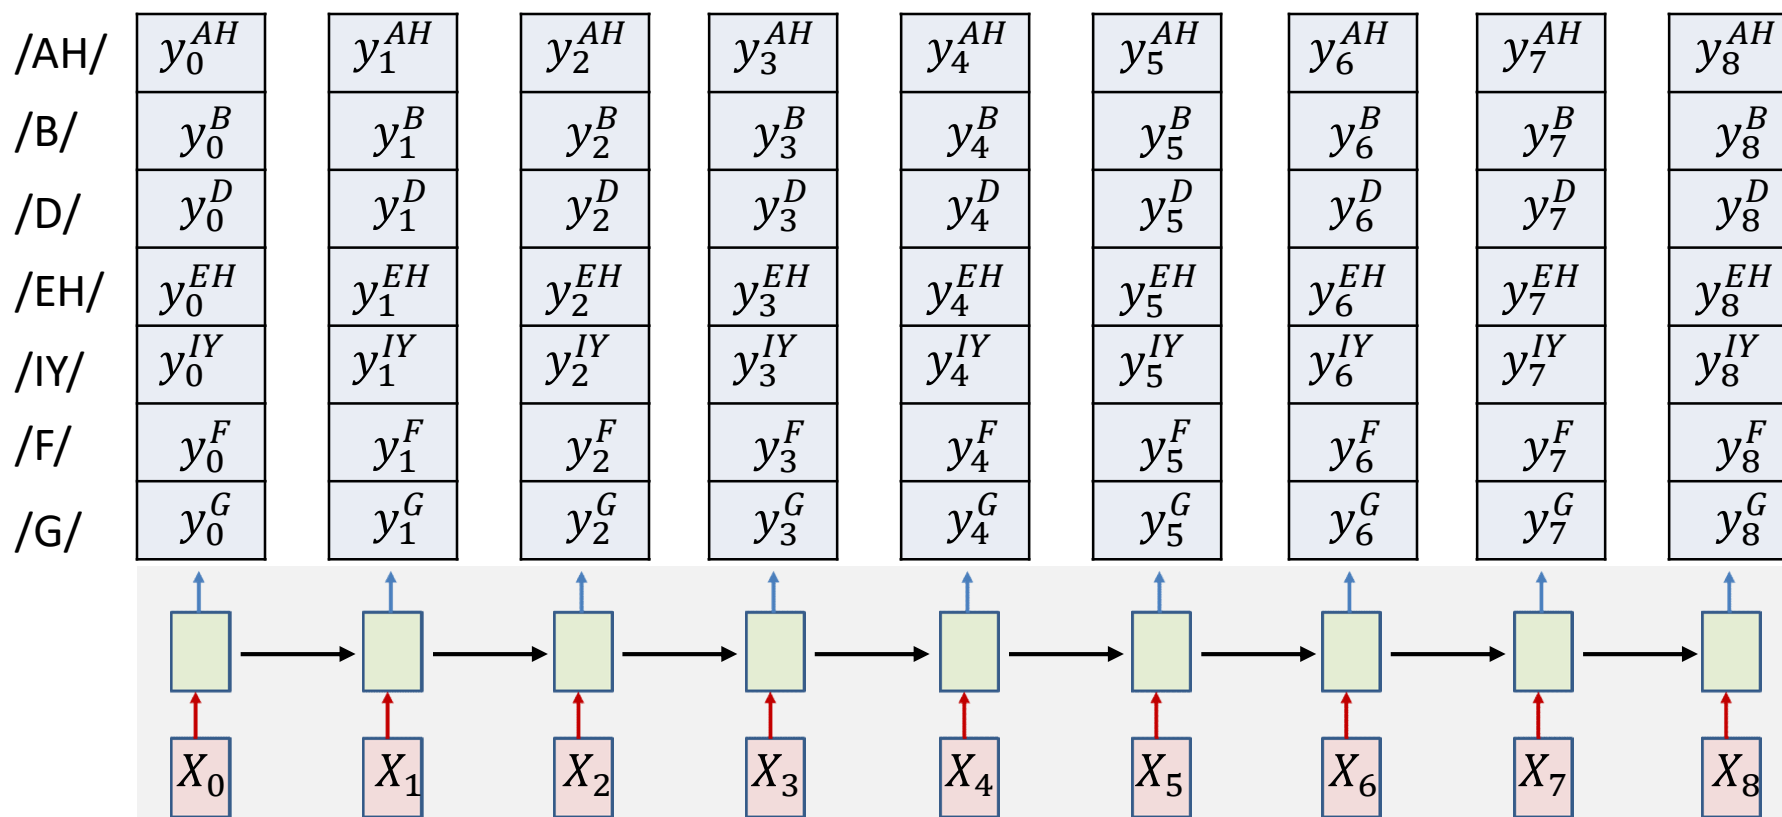 /AH/ y_0^{AH} y_1^{AH} y_2^{AH} y_3^{AH} y_4^{AH} y_5^{AH} y_6^{AH} y_7^{AH} y_8^{AH}
/B/ y_0^B y_1^B y_2^B y_3^B y_4^B y_5^B y_6^B y_7^B y_8^B
/D/ y_0^D y_1^D y_2^D y_3^D y_4^D y_5^D y_6^D y_7^D y_8^D
/EH/ y_0^{EH} y_1^{EH} y_2^{EH} y_3^{EH} y_4^{EH} y_5^{EH} y_6^{EH} y_7^{EH} y_8^{EH}
/IY/ y_0^{IY} y_1^{IY} y_2^{IY} y_3^{IY} y_4^{IY} y_5^{IY} y_6^{IY} y_7^{IY} y_8^{IY}
/F/ y_0^F y_1^F y_2^F y_3^F y_4^F y_5^F y_6^F y_7^F y_8^F
/G/ y_0^G y_1^G y_2^G y_3^G y_4^G y_5^G y_6^G y_7^G y_8^G
X_0 X_1 X_2 X_3 X_4 X_5 X_6 X_7 X_8